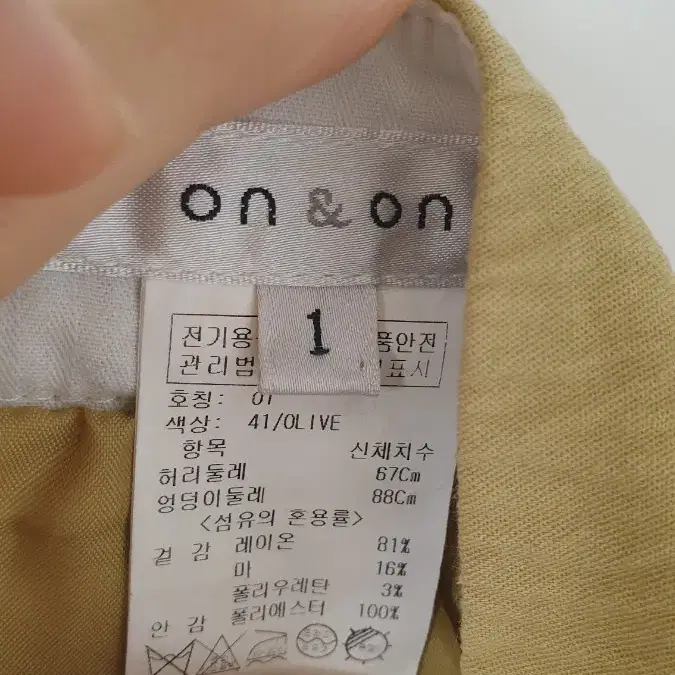 on & on
1
전기용 품안전
관리법 표시
호칭: 01
색상: 41/OLIVE
항목 신체치수
허리둘레 67Cm
엉덩이둘레 88Cm
<섬유의 혼용률>
겉 감 레이온 81%
마 16%
폴리우레탄 3%
안 감 폴리에스터 100%